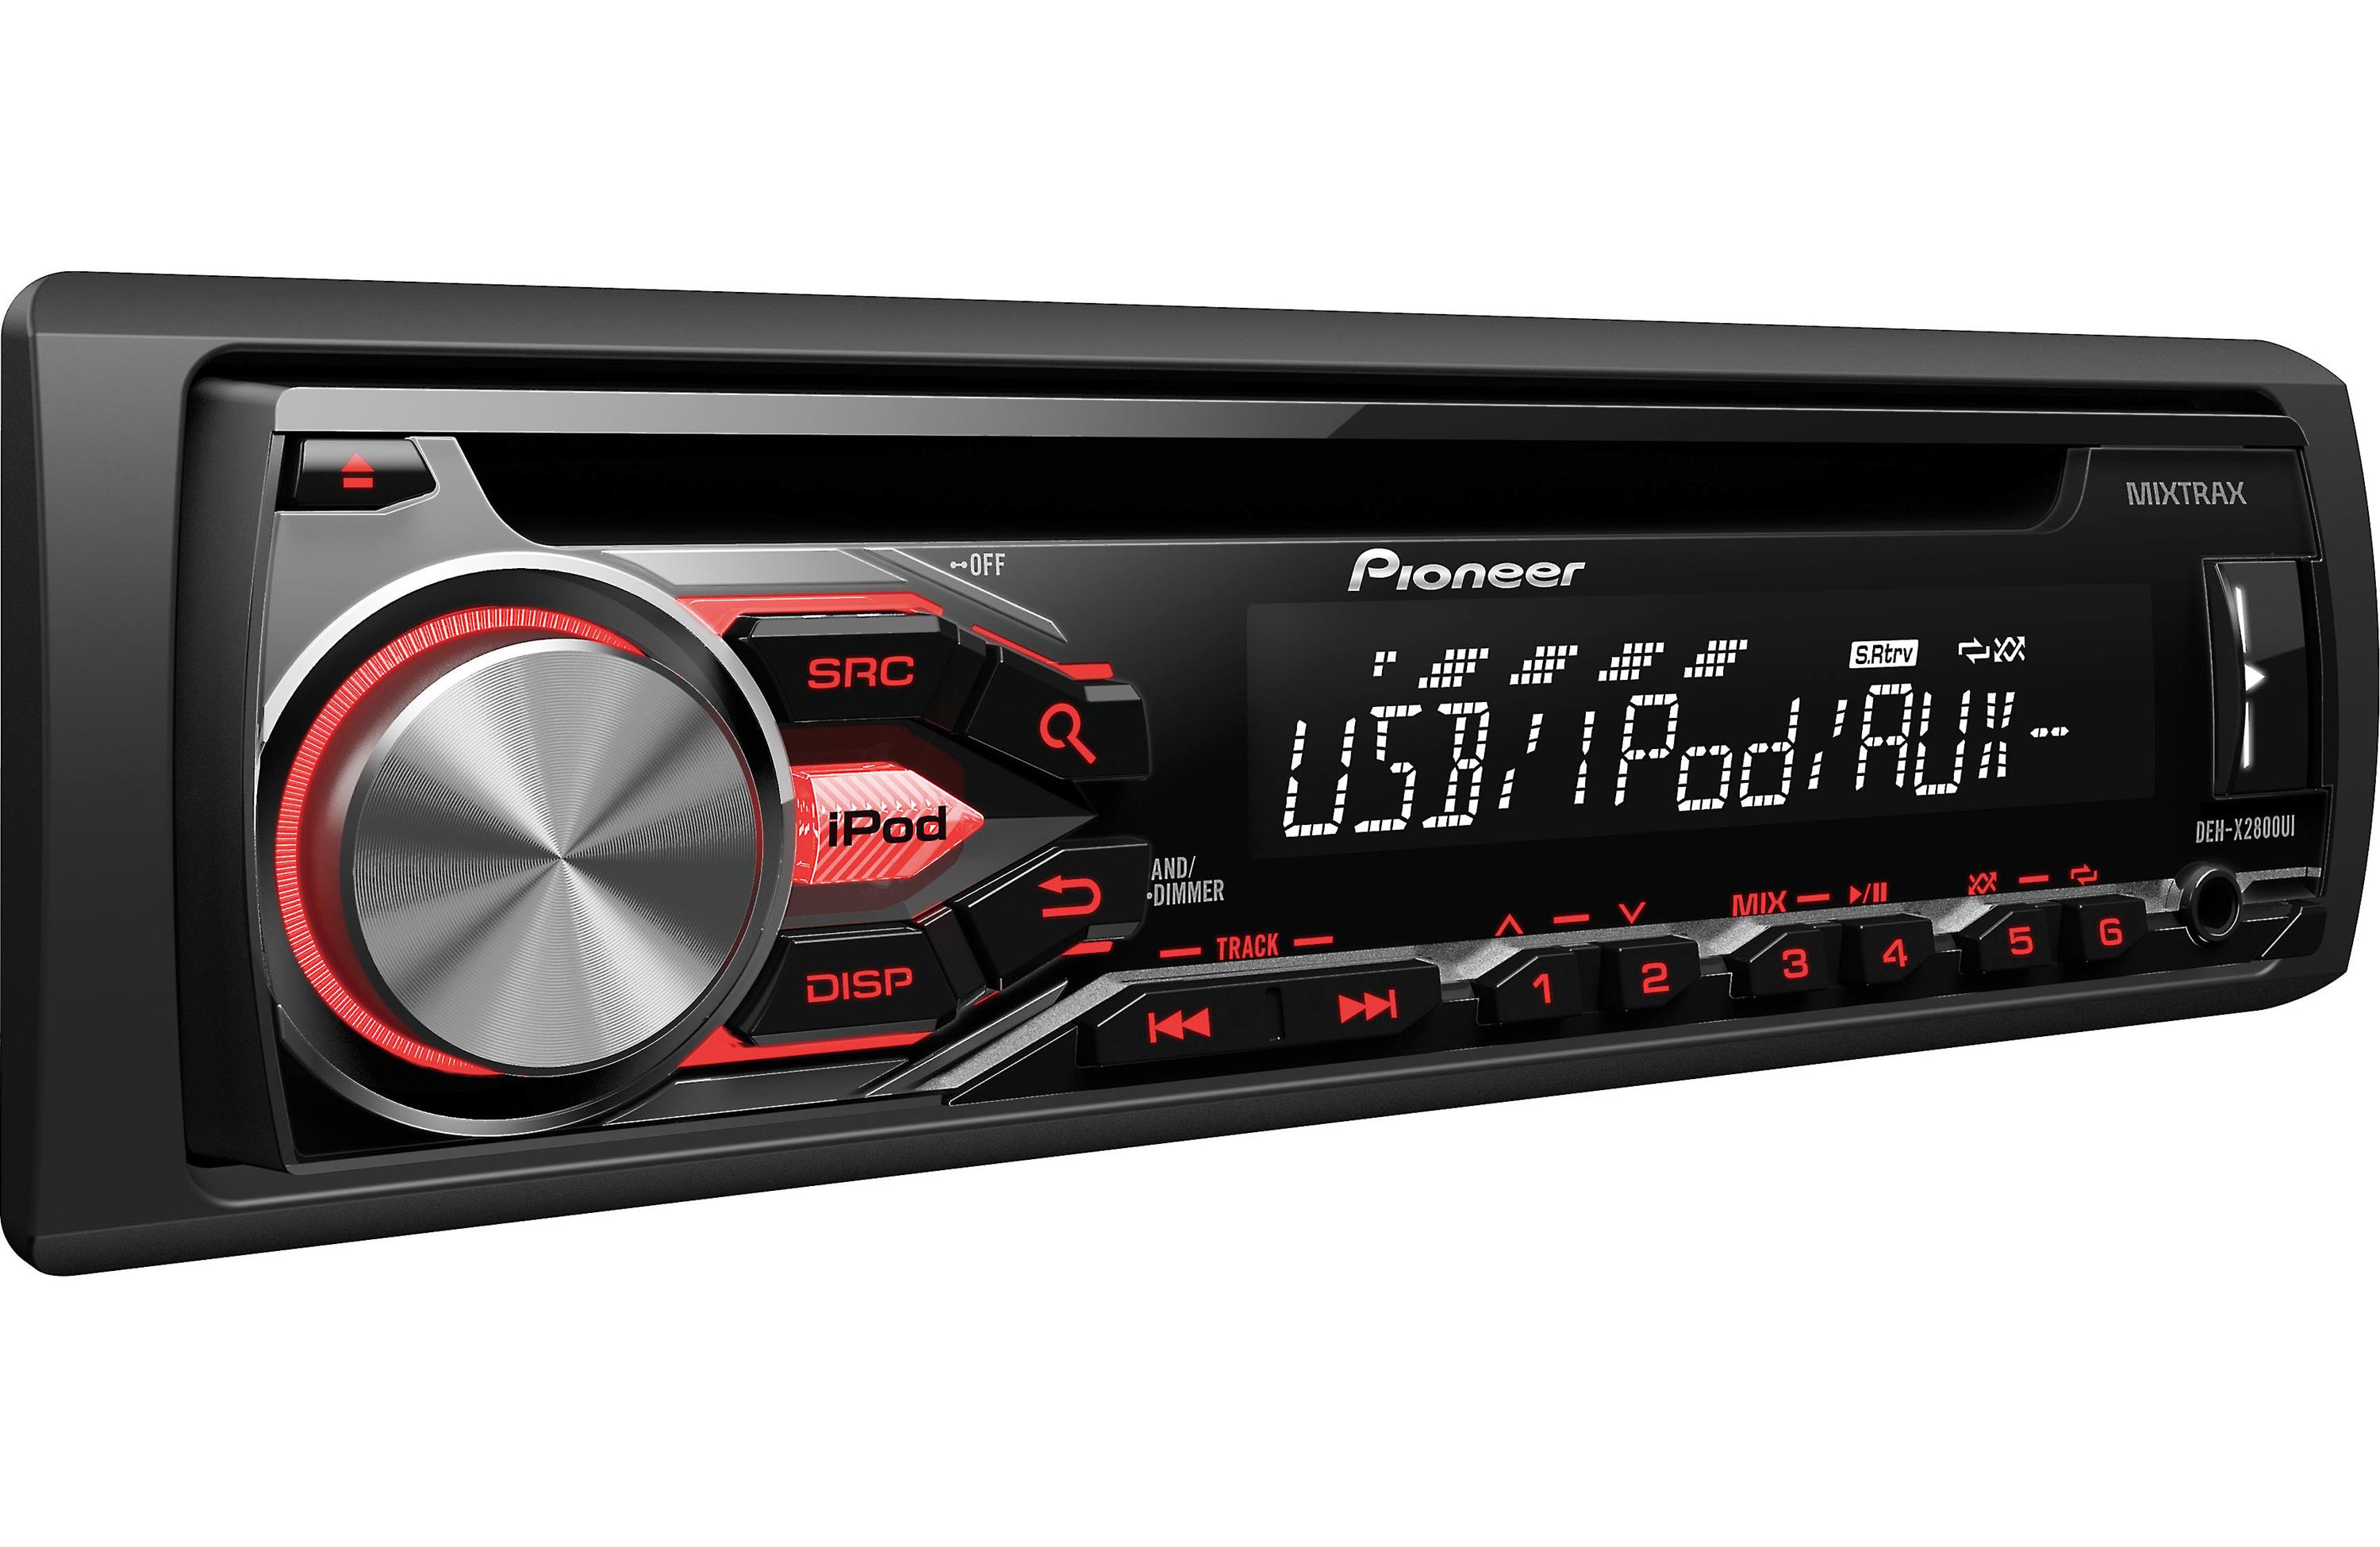 MIXTRAX
Pioneer
OFF
SRC
S.Rtrv
USB/iPod/AUX
iPod
DEH-X2800UI
AND/
DIMMER
DISP
TRACK
MIX
1 2 3 4 5 6